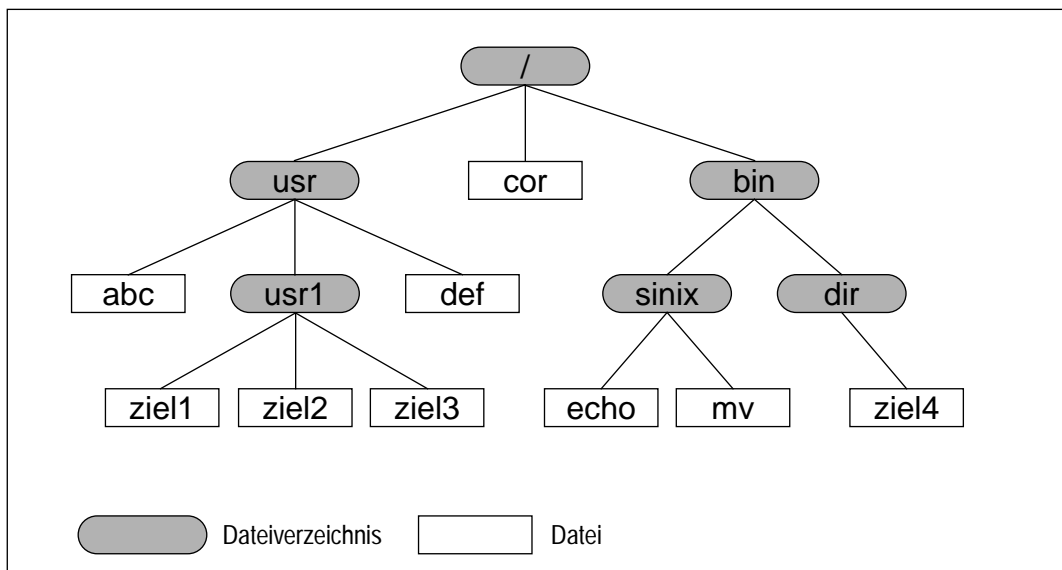 /
usr cor bin
abc usr1 def sinix dir
ziel1 ziel2 ziel3 echo mv ziel4
Dateiverzeichnis Datei